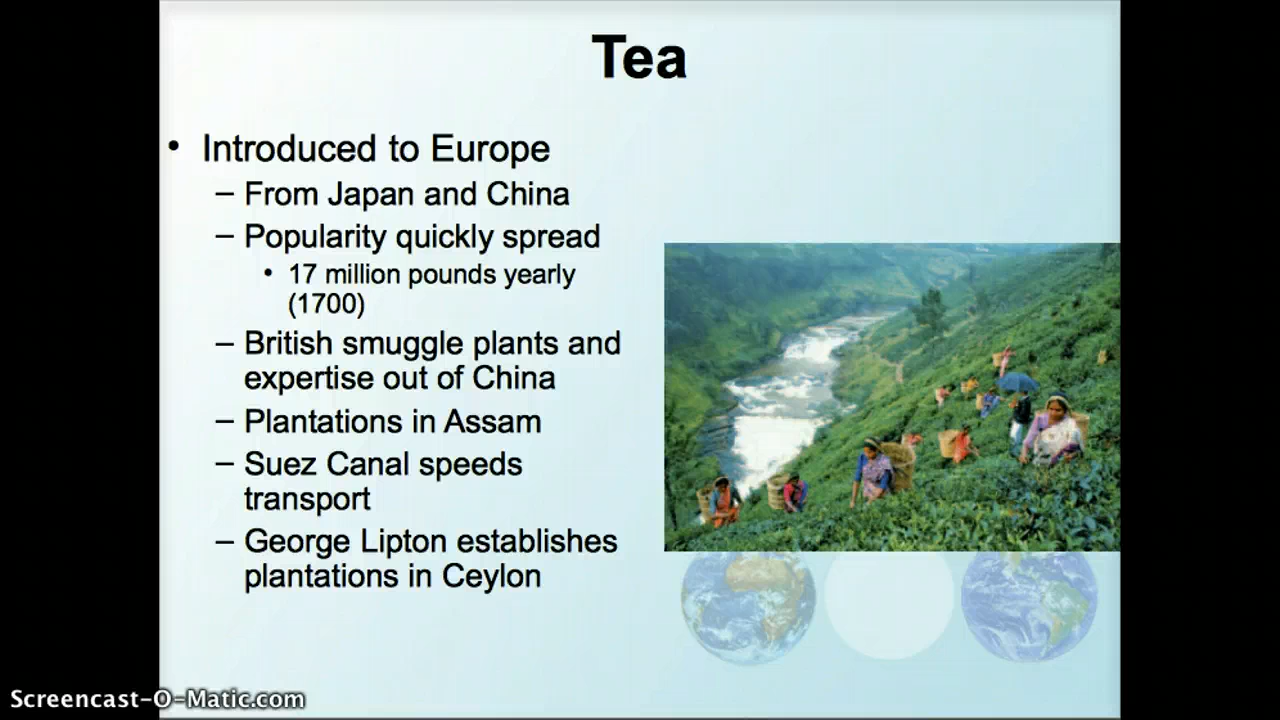 Tea
• Introduced to Europe
– From Japan and China
– Popularity quickly spread
• 17 million pounds yearly
(1700)
– British smuggle plants and
expertise out of China
– Plantations in Assam
– Suez Canal speeds
transport
– George Lipton establishes
plantations in Ceylon
Screencast-O-Matic.com